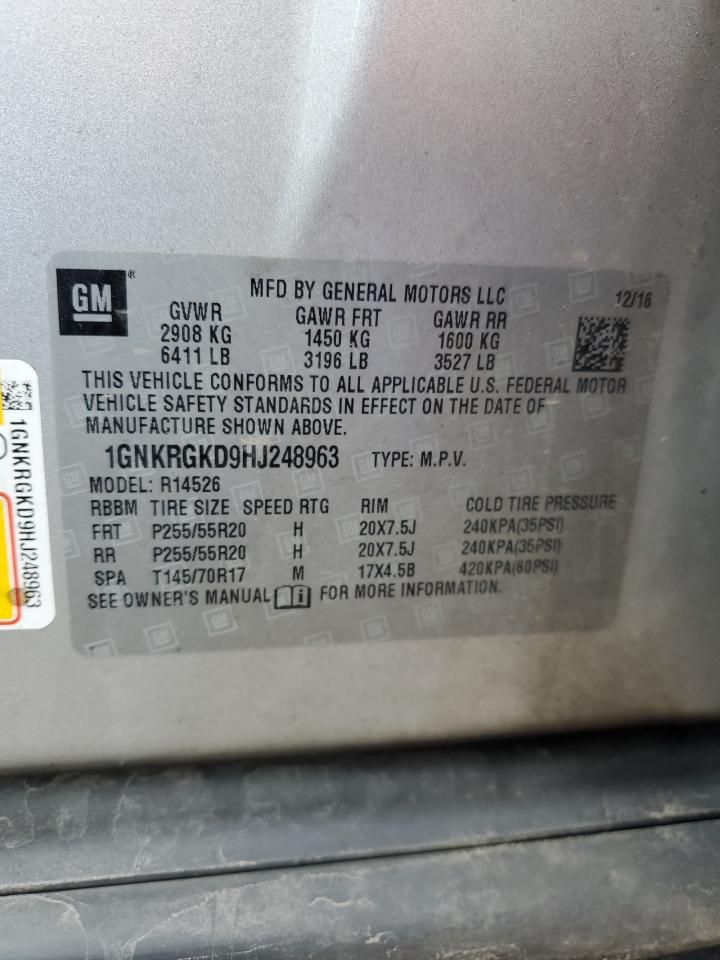 GM
MFD BY GENERAL MOTORS LLC 12/16
GVWR GAWR FRT GAWR RR
2908 KG 1450 KG 1600 KG
6411 LB 3196 LB 3527 LB
THIS VEHICLE CONFORMS TO ALL APPLICABLE U.S. FEDERAL MOTOR
VEHICLE SAFETY STANDARDS IN EFFECT ON THE DATE OF
MANUFACTURE SHOWN ABOVE.
1GNKRGKD9HJ248963 TYPE: M.P.V.
MODEL: R14526
RBBM TIRE SIZE SPEED RTG RIM COLD TIRE PRESSURE
FRT P255/55R20 H 20X7.5J 240KPA(35PSI)
RR P255/55R20 H 20X7.5J 240KPA(35PSI)
SPA T145/70R17 M 17X4.5B 420KPA(60PSI)
SEE OWNER'S MANUAL i FOR MORE INFORMATION.
1GNKRGKD9HJ248963